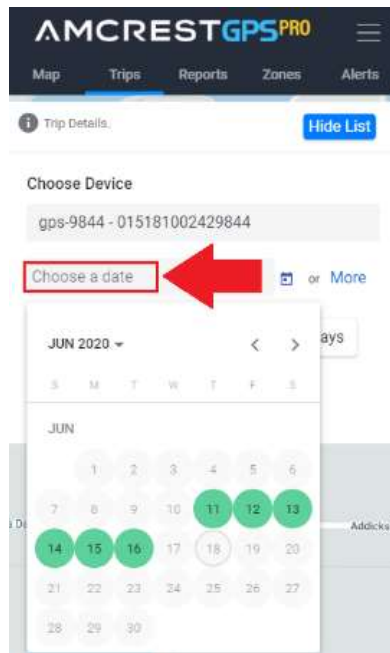 AMCRESTGPSPRO
Map Trips Reports Zones Alerts
Trip Details.
Hide List
Choose Device
gps-9844 - 015181002429844
Choose a date
or More
JUN 2020
ays
S M T W T F S
JUN
1 2 3 4 5 6
7 8 9 10 11 12 13
Addicks
14 15 16 17 18 19 20
21 22 23 24 25 26 27
28 29 30